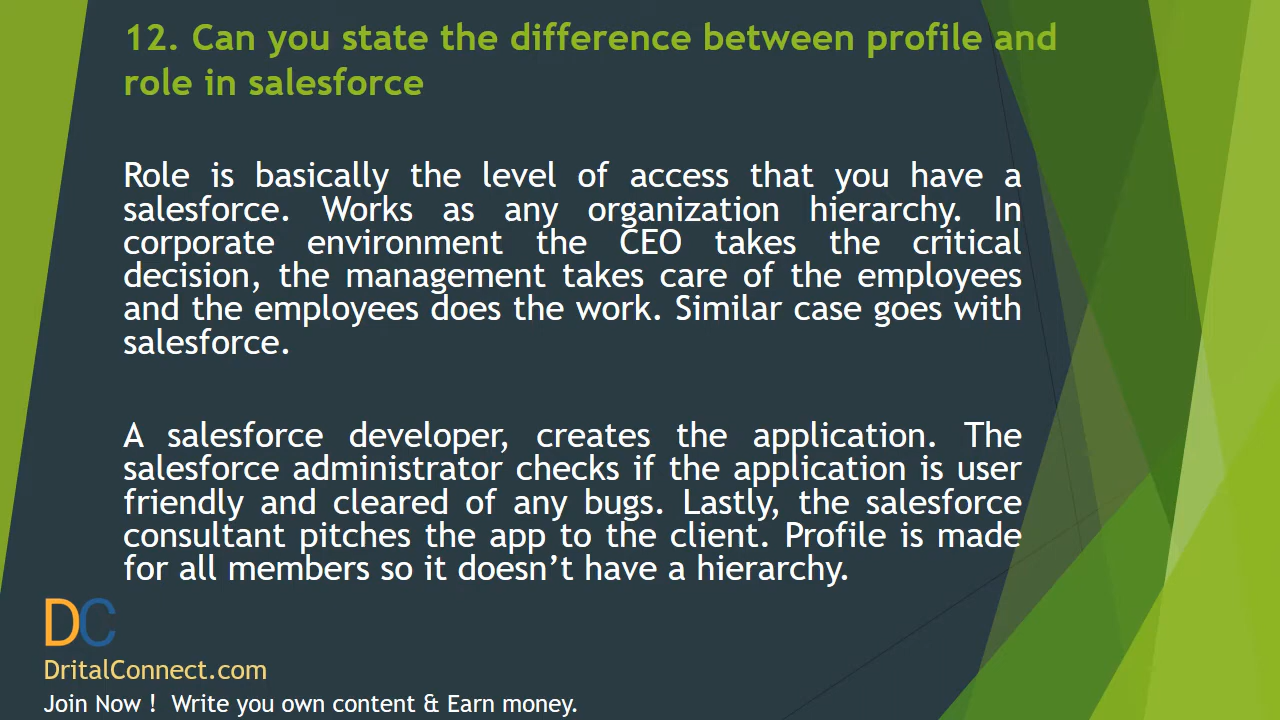 12. Can you state the difference between profile and
role in salesforce
Role is basically the level of access that you have a
salesforce. Works as any organization hierarchy. In
corporate environment the CEO takes the critical
decision, the management takes care of the employees
and the employees does the work. Similar case goes with
salesforce.
A salesforce developer, creates the application. The
salesforce administrator checks if the application is user
friendly and cleared of any bugs. Lastly, the salesforce
consultant pitches the app to the client. Profile is made
for all members so it doesn’t have a hierarchy.
DC
DritalConnect.com
Join Now ! Write you own content & Earn money.